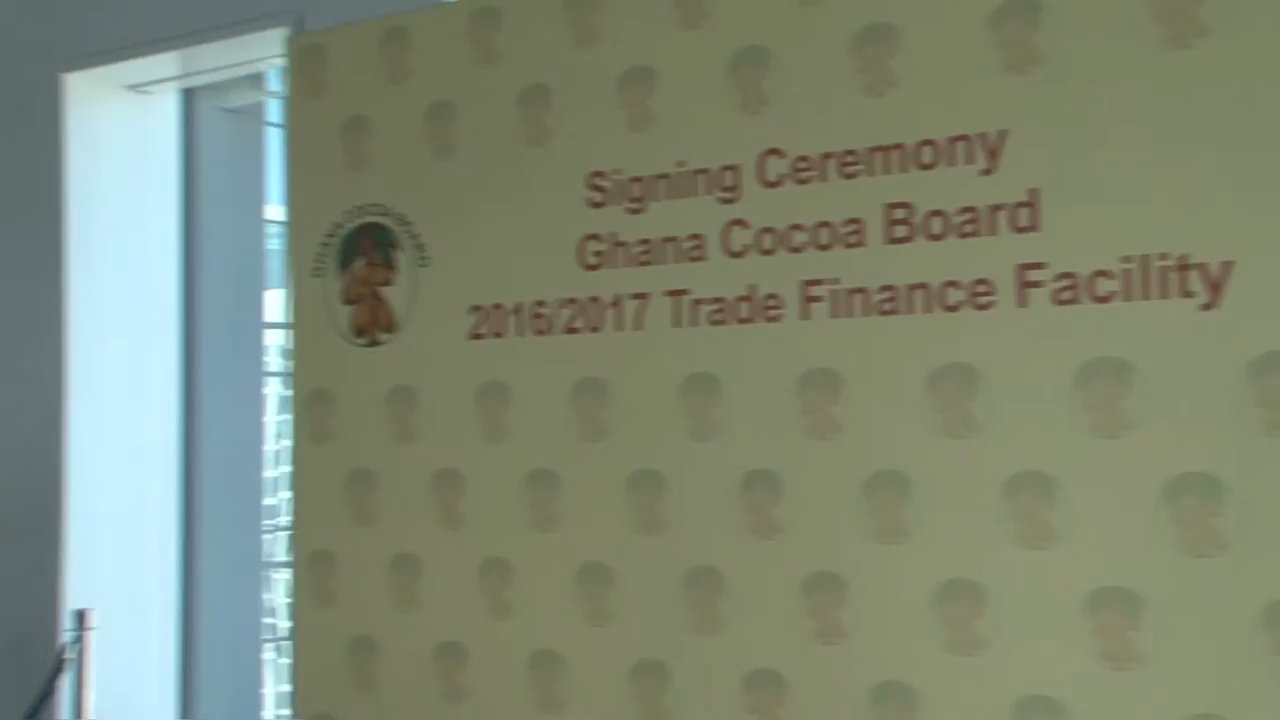 Signing Ceremony
Ghana Cocoa Board
2016/2017 Trade Finance Facility